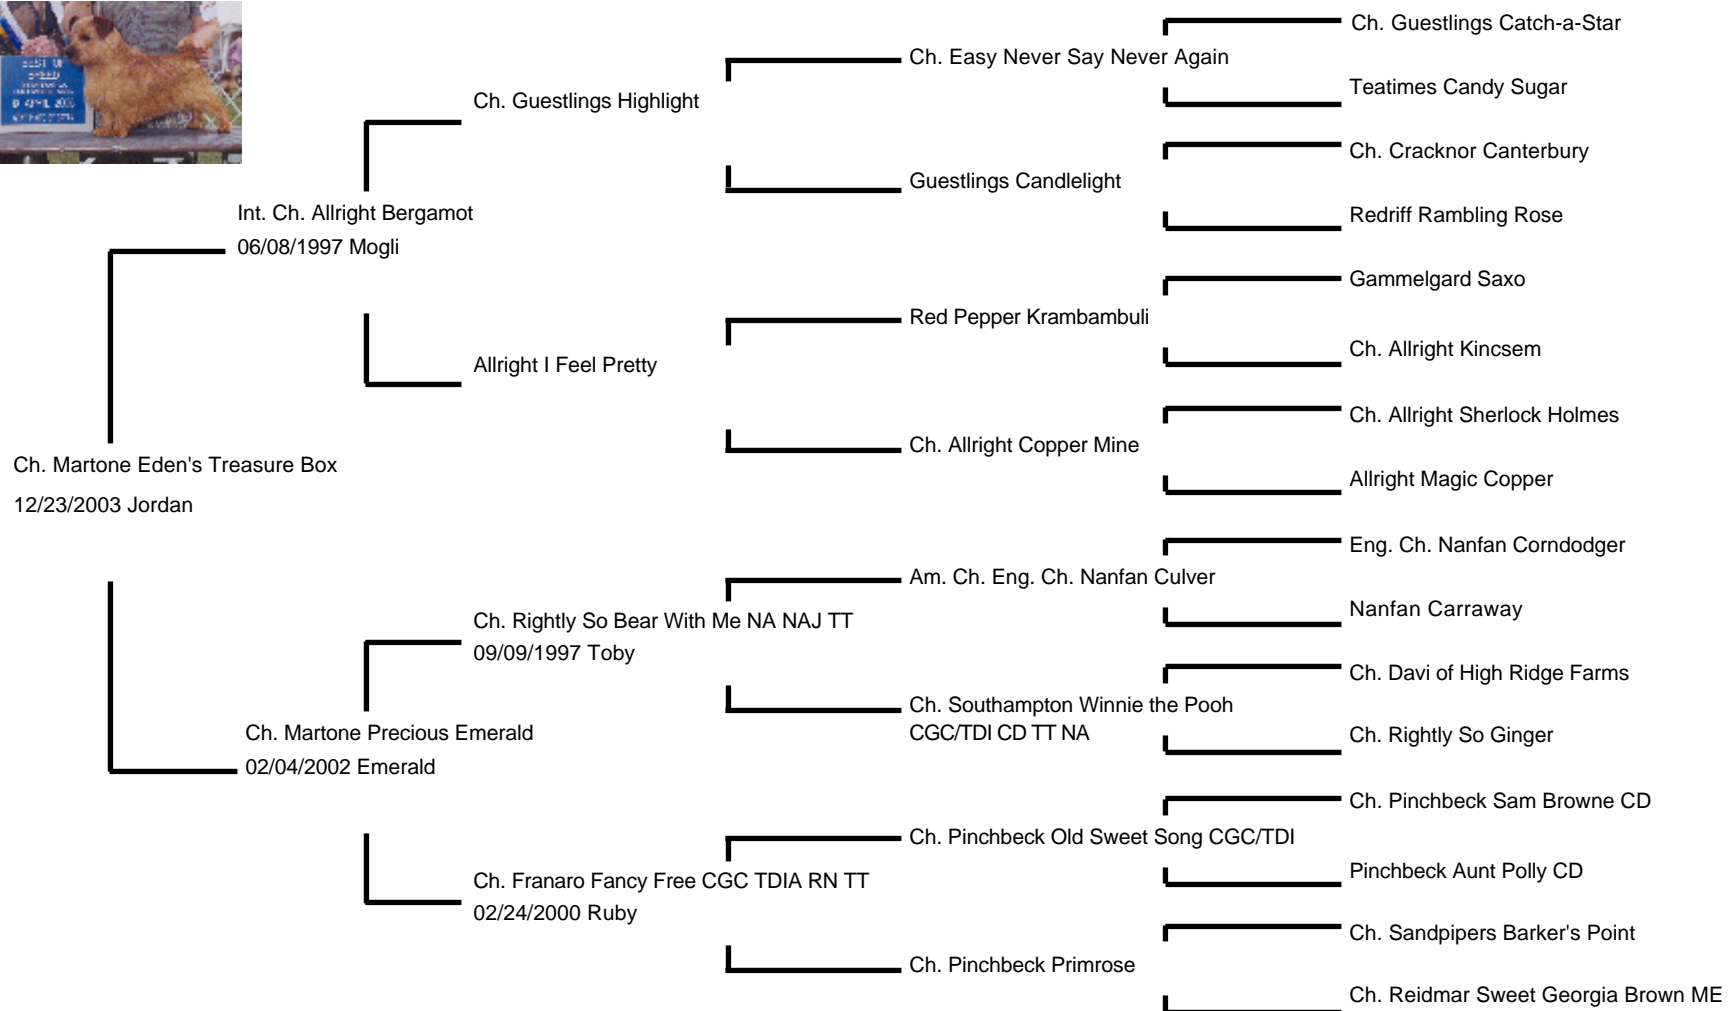 BEST OF
BREED
APRIL 2005
Ch. Guestlings Catch-a-Star
Ch. Easy Never Say Never Again
Teatimes Candy Sugar
Ch. Guestlings Highlight
Ch. Cracknor Canterbury
Guestlings Candlelight
Redriff Rambling Rose
Int. Ch. Allright Bergamot
06/08/1997 Mogli
Gammelgard Saxo
Red Pepper Krambambuli
Ch. Allright Kincsem
Allright I Feel Pretty
Ch. Allright Sherlock Holmes
Ch. Allright Copper Mine
Allright Magic Copper
Ch. Martone Eden's Treasure Box
12/23/2003 Jordan
Eng. Ch. Nanfan Corndodger
Am. Ch. Eng. Ch. Nanfan Culver
Nanfan Carraway
Ch. Rightly So Bear With Me NA NAJ TT
09/09/1997 Toby
Ch. Davi of High Ridge Farms
Ch. Southampton Winnie the Pooh
CGC/TDI CD TT NA
Ch. Rightly So Ginger
Ch. Martone Precious Emerald
02/04/2002 Emerald
Ch. Pinchbeck Sam Browne CD
Ch. Pinchbeck Old Sweet Song CGC/TDI
Pinchbeck Aunt Polly CD
Ch. Franaro Fancy Free CGC TDIA RN TT
02/24/2000 Ruby
Ch. Sandpipers Barker's Point
Ch. Pinchbeck Primrose
Ch. Reidmar Sweet Georgia Brown ME